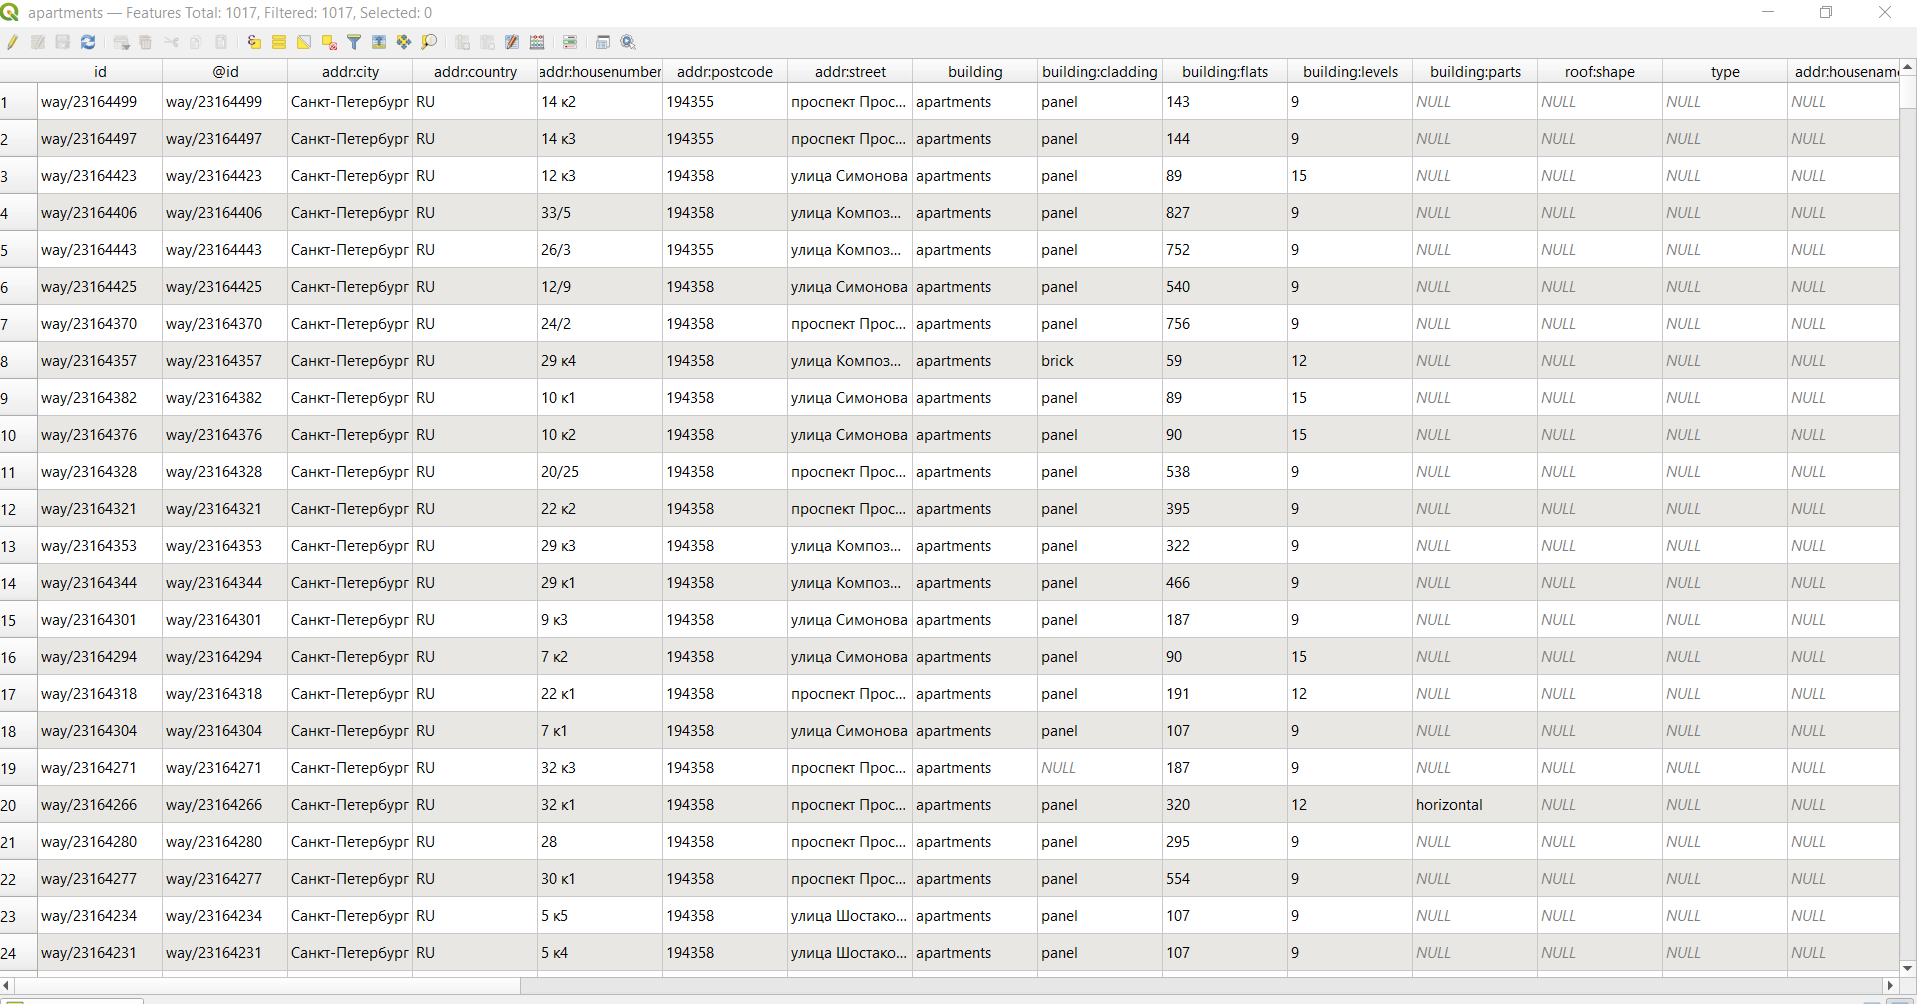 apartments — Features Total: 1017, Filtered: 1017, Selected: 0
id @id addr:city addr:country addr:housenumber addr:postcode addr:street building building:cladding building:flats building:levels building:parts roof:shape type addr:housename
1 way/23164499 way/23164499 Санкт-Петербург RU 14 к2 194355 проспект Прос... apartments panel 143 9 NULL NULL NULL NULL
2 way/23164497 way/23164497 Санкт-Петербург RU 14 к3 194355 проспект Прос... apartments panel 144 9 NULL NULL NULL NULL
3 way/23164423 way/23164423 Санкт-Петербург RU 12 к3 194358 улица Симонова apartments panel 89 15 NULL NULL NULL NULL
4 way/23164406 way/23164406 Санкт-Петербург RU 33/5 194358 улица Композ... apartments panel 827 9 NULL NULL NULL NULL
5 way/23164443 way/23164443 Санкт-Петербург RU 26/3 194355 улица Композ... apartments panel 752 9 NULL NULL NULL NULL
6 way/23164425 way/23164425 Санкт-Петербург RU 12/9 194358 улица Симонова apartments panel 540 9 NULL NULL NULL NULL
7 way/23164370 way/23164370 Санкт-Петербург RU 24/2 194358 проспект Прос... apartments panel 756 9 NULL NULL NULL NULL
8 way/23164357 way/23164357 Санкт-Петербург RU 29 к4 194358 улица Композ... apartments brick 59 12 NULL NULL NULL NULL
9 way/23164382 way/23164382 Санкт-Петербург RU 10 к1 194358 улица Симонова apartments panel 89 15 NULL NULL NULL NULL
10 way/23164376 way/23164376 Санкт-Петербург RU 10 к2 194358 улица Симонова apartments panel 90 15 NULL NULL NULL NULL
11 way/23164328 way/23164328 Санкт-Петербург RU 20/25 194358 проспект Прос... apartments panel 538 9 NULL NULL NULL NULL
12 way/23164321 way/23164321 Санкт-Петербург RU 22 к2 194358 проспект Прос... apartments panel 395 9 NULL NULL NULL NULL
13 way/23164353 way/23164353 Санкт-Петербург RU 29 к3 194358 улица Композ... apartments panel 322 9 NULL NULL NULL NULL
14 way/23164344 way/23164344 Санкт-Петербург RU 29 к1 194358 улица Композ... apartments panel 466 9 NULL NULL NULL NULL
15 way/23164301 way/23164301 Санкт-Петербург RU 9 к3 194358 улица Симонова apartments panel 187 9 NULL NULL NULL NULL
16 way/23164294 way/23164294 Санкт-Петербург RU 7 к2 194358 улица Симонова apartments panel 90 15 NULL NULL NULL NULL
17 way/23164318 way/23164318 Санкт-Петербург RU 22 к1 194358 проспект Прос... apartments panel 191 12 NULL NULL NULL NULL
18 way/23164304 way/23164304 Санкт-Петербург RU 7 к1 194358 улица Симонова apartments panel 107 9 NULL NULL NULL NULL
19 way/23164271 way/23164271 Санкт-Петербург RU 32 к3 194358 проспект Прос... apartments NULL 187 9 NULL NULL NULL NULL
20 way/23164266 way/23164266 Санкт-Петербург RU 32 к1 194358 проспект Прос... apartments panel 320 12 horizontal NULL NULL NULL
21 way/23164280 way/23164280 Санкт-Петербург RU 28 194358 проспект Прос... apartments panel 295 9 NULL NULL NULL NULL
22 way/23164277 way/23164277 Санкт-Петербург RU 30 к1 194358 проспект Прос... apartments panel 554 9 NULL NULL NULL NULL
23 way/23164234 way/23164234 Санкт-Петербург RU 5 к5 194358 улица Шостако... apartments panel 107 9 NULL NULL NULL NULL
24 way/23164231 way/23164231 Санкт-Петербург RU 5 к4 194358 улица Шостако... apartments panel 107 9 NULL NULL NULL NULL